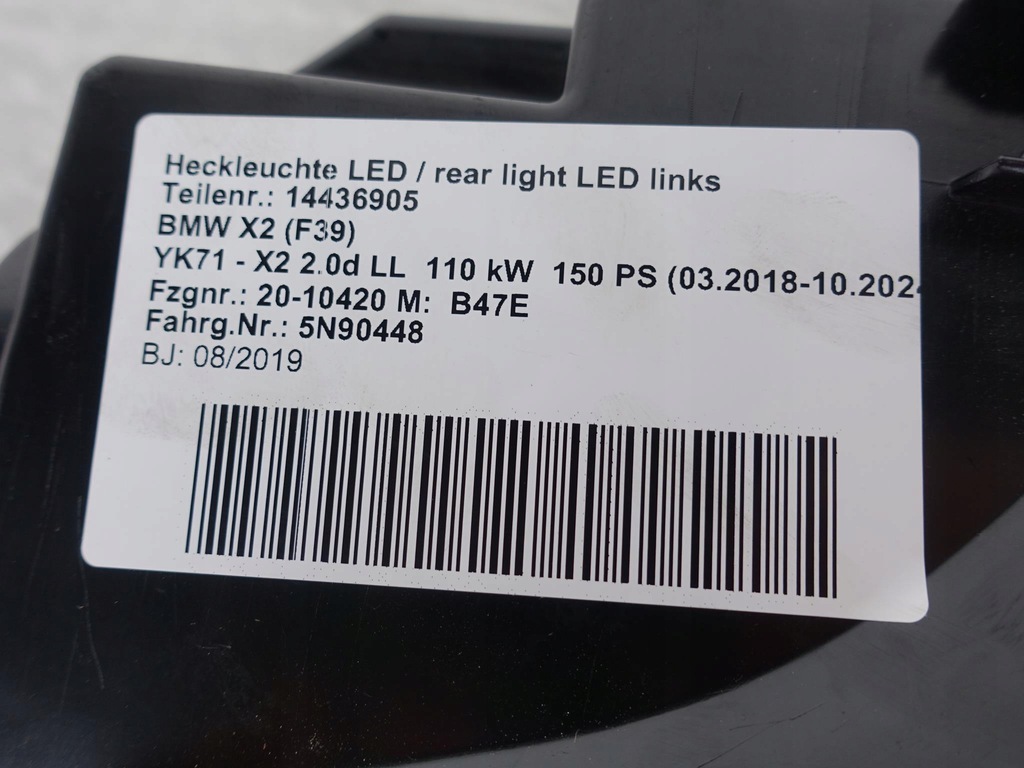 Heckleuchte LED / rear light LED links
Teilenr.: 14436905
BMW X2 (F39)
YK71 - X2 2.0d LL 110 kW 150 PS (03.2018-10.2024
Fzgnr.: 20-10420 M: B47E
Fahrg.Nr.: 5N90448
BJ: 08/2019